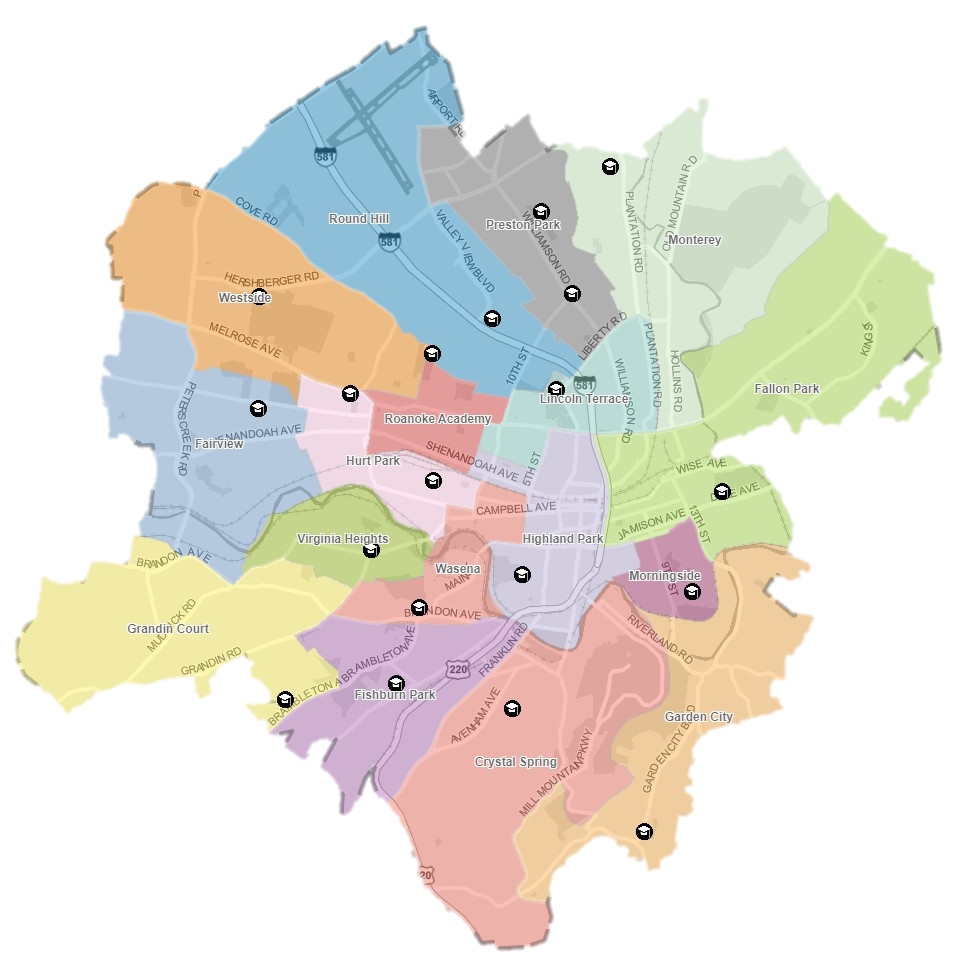 AIRPORT RD
581
COVE RD
Round Hill
581
VALLEY VIEW BLVD
Preston Park
WILLIAMSON RD
PLANTATION RD
OLD MOUNTAIN RD
Monterey
HERSHBERGER RD
Westside
MELROSE AVE
LIBERTY RD
10TH ST
581
Lincoln Terrace
WILLIAMSON RD
PLANTATION RD
HOLLINS RD
KING ST
Fallon Park
PETERS CREEK RD
Fairview
SHENANDOAH AVE
Roanoke Academy
Hurt Park
SHENANDOAH AVE
5TH ST
WISE AVE
DALE AVE
CAMPBELL AVE
JAMISON AVE
13TH ST
Virginia Heights
Highland Park
BRANDON AVE
Wasena
MAIN
Morningside
9TH ST
BRANDON AVE
Grandin Court
MUDLICK RD
GRANDIN RD
BRAMBLETON AVE
BRAMBLETON A
FRANKLIN RD
220
Fishburn Park
RIVERLAND RD
Garden City
GARDEN CITY BLVD
AVENHAM AVE
Crystal Spring
MILL MOUNTAIN PKWY
20